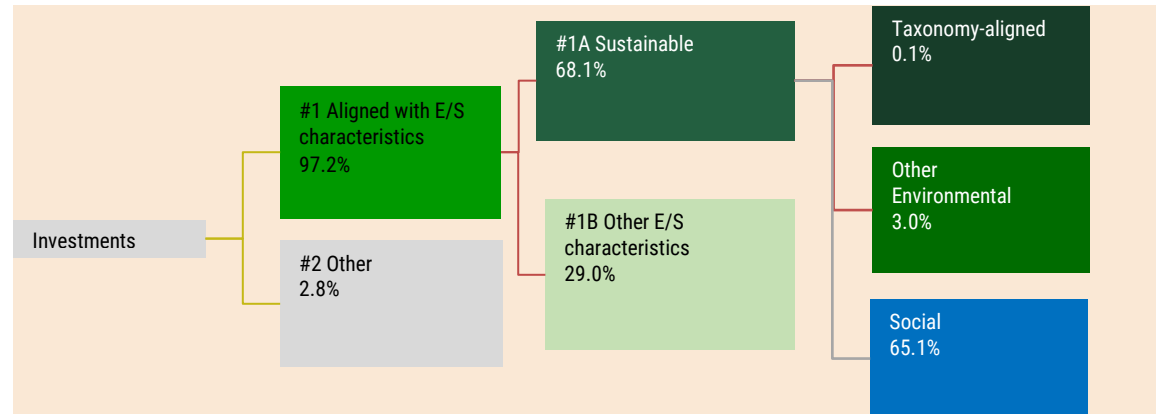 Investments
#1 Aligned with E/S
characteristics
97.2%
#2 Other
2.8%
#1A Sustainable
68.1%
#1B Other E/S
characteristics
29.0%
Taxonomy-aligned
0.1%
Other
Environmental
3.0%
Social
65.1%